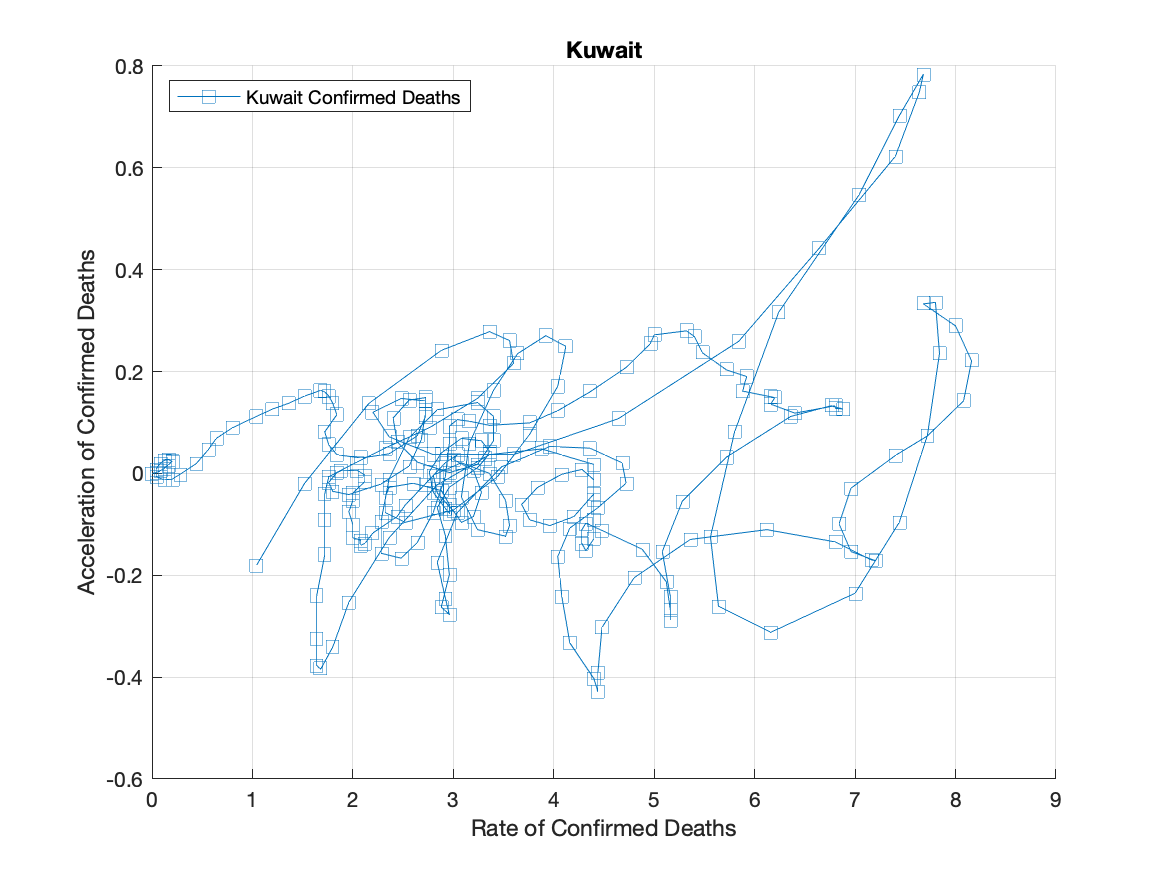 Kuwait
Kuwait Confirmed Deaths
Acceleration of Confirmed Deaths
0.8
0.6
0.4
0.2
0
-0.2
-0.4
-0.6
0 1 2 3 4 5 6 7 8 9
Rate of Confirmed Deaths